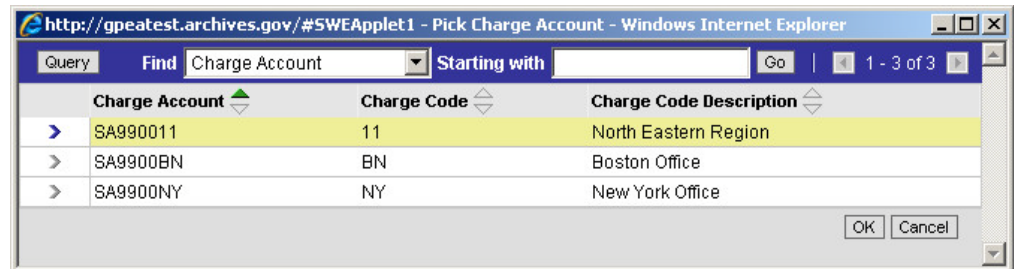 http://gpeatest.archives.gov/#SWEApplet1 - Pick Charge Account - Windows Internet Explorer
Query Find Charge Account Starting with Go | 1 - 3 of 3
Charge Account Charge Code Charge Code Description
SA990011 11 North Eastern Region
SA9900BN BN Boston Office
SA9900NY NY New York Office
OK Cancel